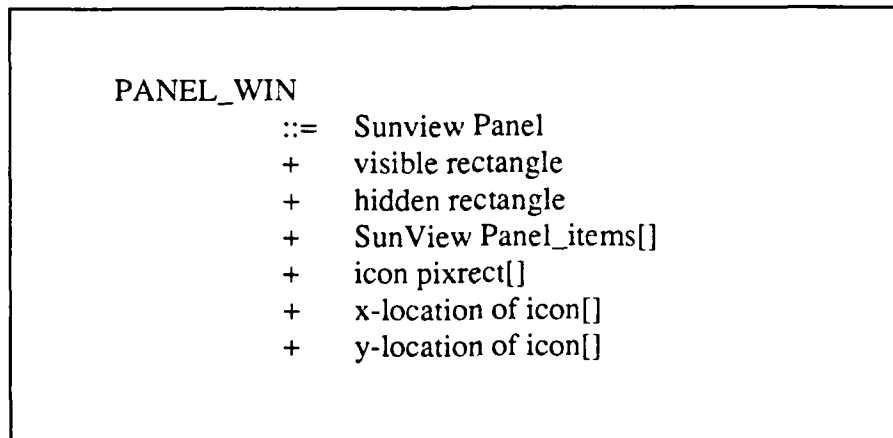 PANEL_WIN
::= Sunview Panel
+ visible rectangle
+ hidden rectangle
+ SunView Panel_items[]
+ icon pixrect[]
+ x-location of icon[]
+ y-location of icon[]